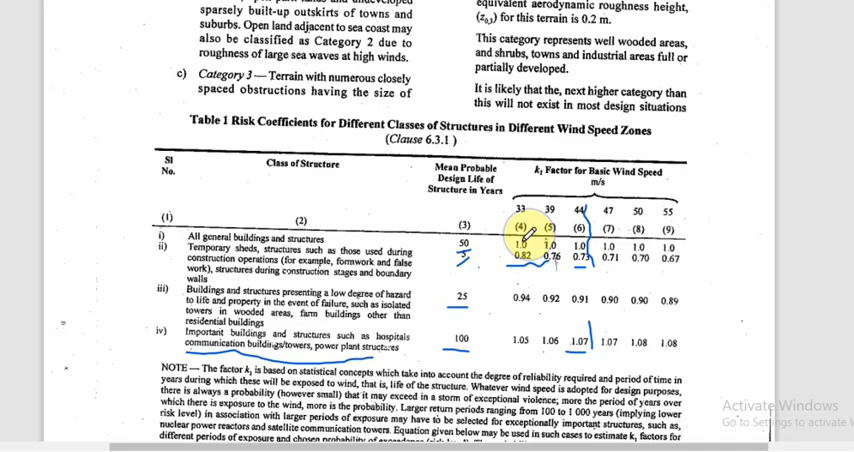 sparsely built-up outskirts of towns and
suburbs. Open land adjacent to sea coast may
also be classified as Category 2 due to
roughness of large sea waves at high winds.
c) Category 3 — Terrain with numerous closely
spaced obstructions having the size of
equivalent aerodynamic roughness height,
(z0,3) for this terrain is 0.2 m.
This category represents well wooded areas,
and shrubs, towns and industrial areas full or
partially developed.
It is likely that the, next higher category than
this will not exist in most design situations
Table 1 Risk Coefficients for Different Classes of Structures in Different Wind Speed Zones
(Clause 6.3.1)
Sl No. Class of Structure Mean Probable Design Life of Structure in Years k1 Factor for Basic Wind Speed m/s
33 39 44 47 50 55
(1) (2) (3) (4) (5) (6) (7) (8) (9)
i) All general buildings and structures 50 1.0 1.0 1.0 1.0 1.0 1.0
ii) Temporary sheds, structures such as those used during 5 0.82 0.76 0.73 0.71 0.70 0.67
construction operations (for example, formwork and false
work), structures during construction stages and boundary
walls
iii) Buildings and structures presenting a low degree of hazard 25 0.94 0.92 0.91 0.90 0.90 0.89
to life and property in the event of failure, such as isolated
towers in wooded areas, farm buildings other than
residential buildings
iv) Important buildings and structures such as hospitals 100 1.05 1.06 1.07 1.07 1.08 1.08
communication buildings/towers, power plant structures
NOTE — The factor k1 is based on statistical concepts which take into account the degree of reliability required and period of time in
years during which these will be exposed to wind, that is, life of the structure. Whatever wind speed is adopted for design purposes,
there is always a probability (however small) that it may exceed in a storm of exceptional violence; more the period of years over
which there is exposure to the wind, more is the probability. Larger return periods ranging from 100 to 1 000 years (implying lower
risk level) in association with larger periods of exposure may have to be selected for exceptionally important structures, such as,
nuclear power reactors and satellite communication towers. Equation given below may be used in such cases to estimate k1 factors for
different periods of exposure and chosen probability of exceedance
Activate Windows
Go to Settings to activate W